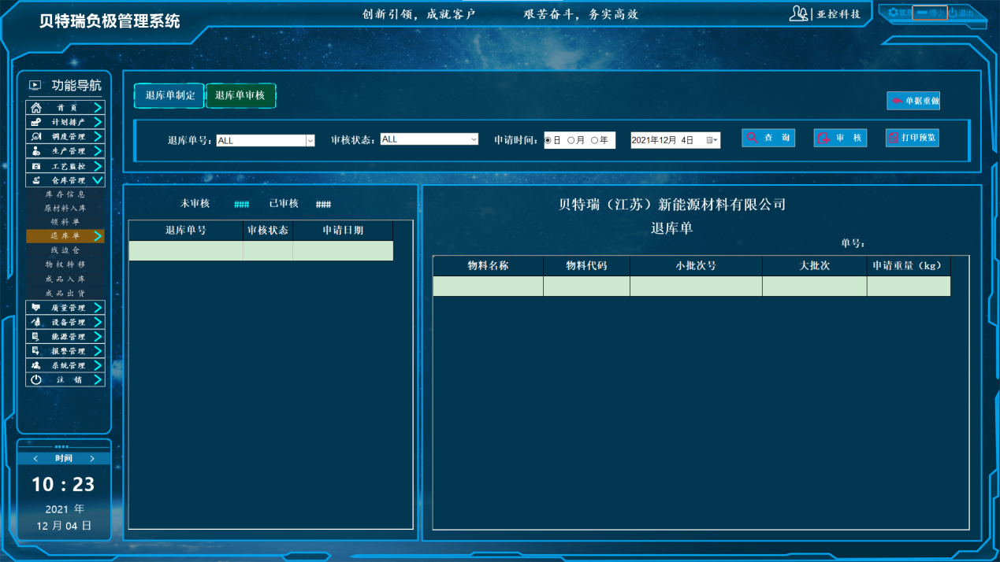 贝特瑞负极管理系统
创新引领，成就客户 艰苦奋斗，务实高效
亚控科技
管理 缩小 退出
功能导航
首 页
计划排产
调度管理
生产管理
工艺监控
仓库管理
库存信息
原材料入库
领料单
退库单
线边仓
物权转移
成品入库
成品出货
质量管理
设备管理
能源管理
报警管理
系统管理
注 销
< 时间 >
10 : 23
2021 年
12 月 04 日
退库单制定 退库单审核
单据重做
退库单号: ALL 审核状态: ALL 申请时间: 日 月 年 2021年12月 4日 查 询 审 核 打印预览
未审核 ### 已审核 ###
退库单号 审核状态 申请日期
贝特瑞（江苏）新能源材料有限公司
退库单
单号:
物料名称 物料代码 小批次号 大批次 申请重量（kg）